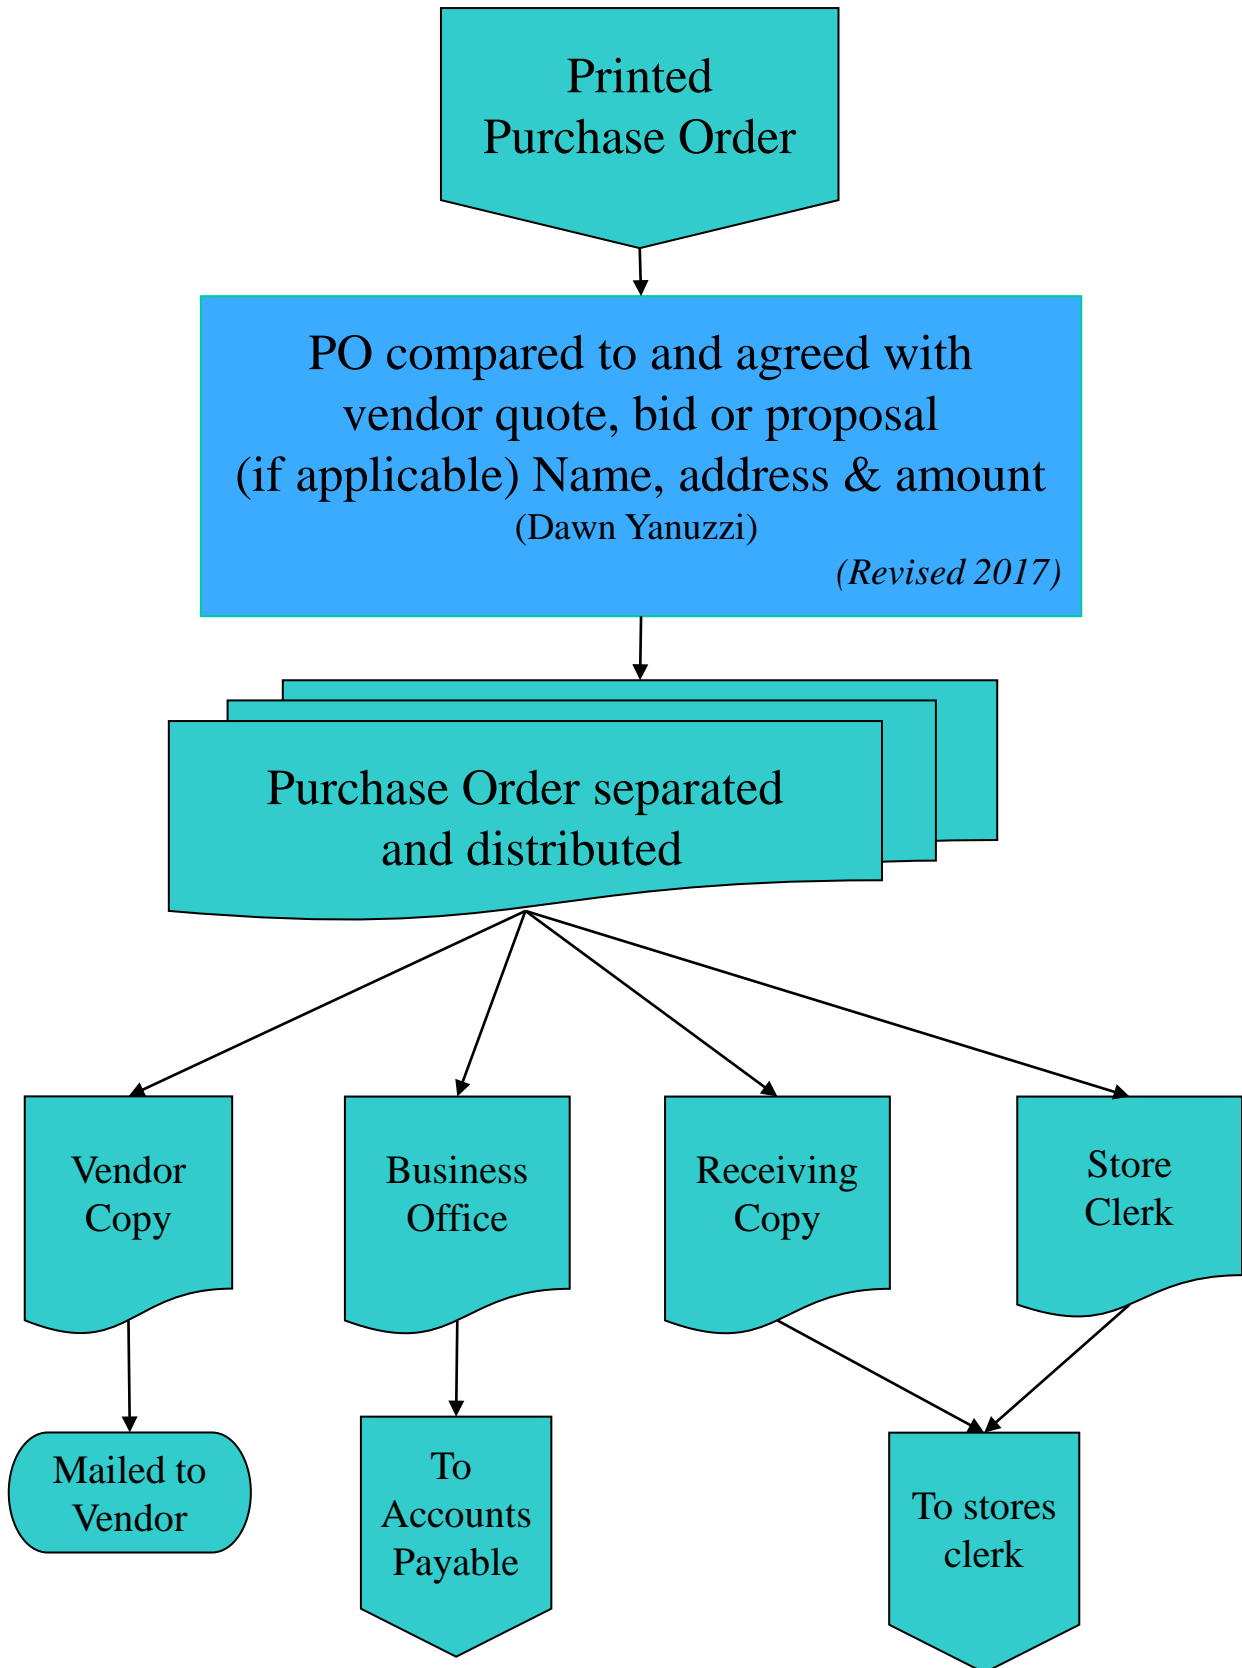 Printed
Purchase Order
PO compared to and agreed with
vendor quote, bid or proposal
(if applicable) Name, address & amount
(Dawn Yanuzzi)
(Revised 2017)
Purchase Order separated
and distributed
Vendor
Copy
Business
Office
Receiving
Copy
Store
Clerk
Mailed to
Vendor
To
Accounts
Payable
To stores
clerk